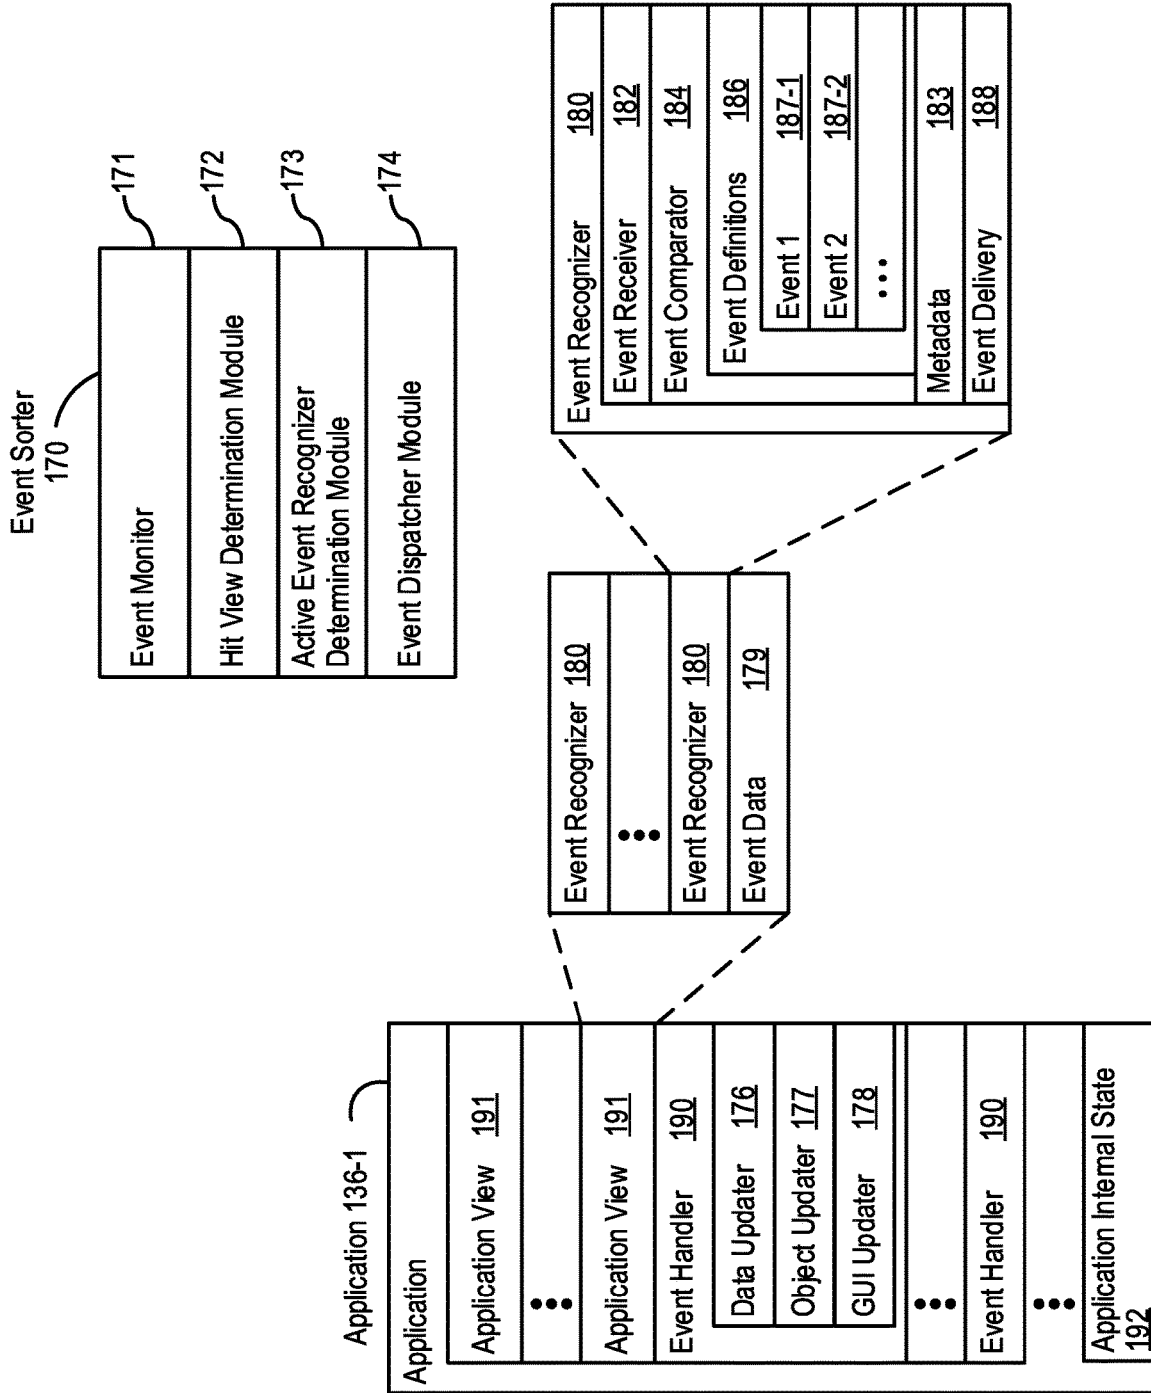 Event Sorter
170
Event Monitor
171
Hit View Determination Module
172
Active Event Recognizer
Determination Module
173
Event Dispatcher Module
174
Application 136-1
Application
Application View 191
•••
Application View 191
Event Handler 190
Data Updater 176
Object Updater 177
GUI Updater 178
•••
Event Handler 190
•••
Application Internal State
192
Event Recognizer 180
•••
Event Recognizer 180
Event Data 179
Event Recognizer 180
Event Receiver 182
Event Comparator 184
Event Definitions 186
Event 1 187-1
Event 2 187-2
•••
Metadata 183
Event Delivery 188